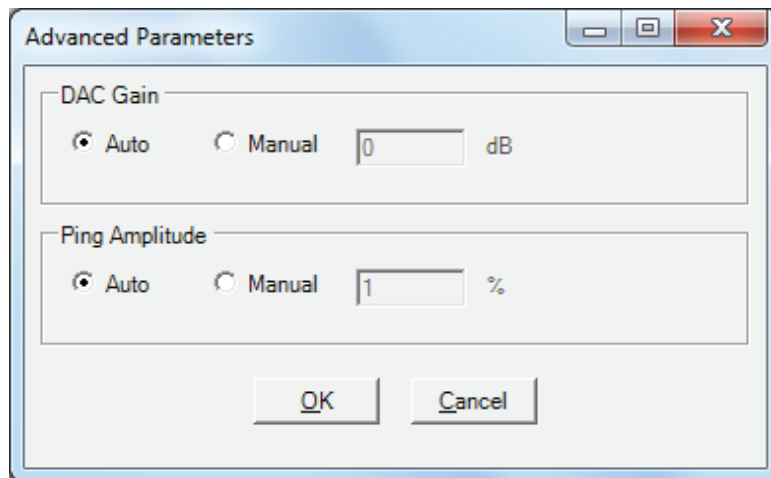 Advanced Parameters
DAC Gain
Auto Manual 0 dB
Ping Amplitude
Auto Manual 1 %
OK Cancel